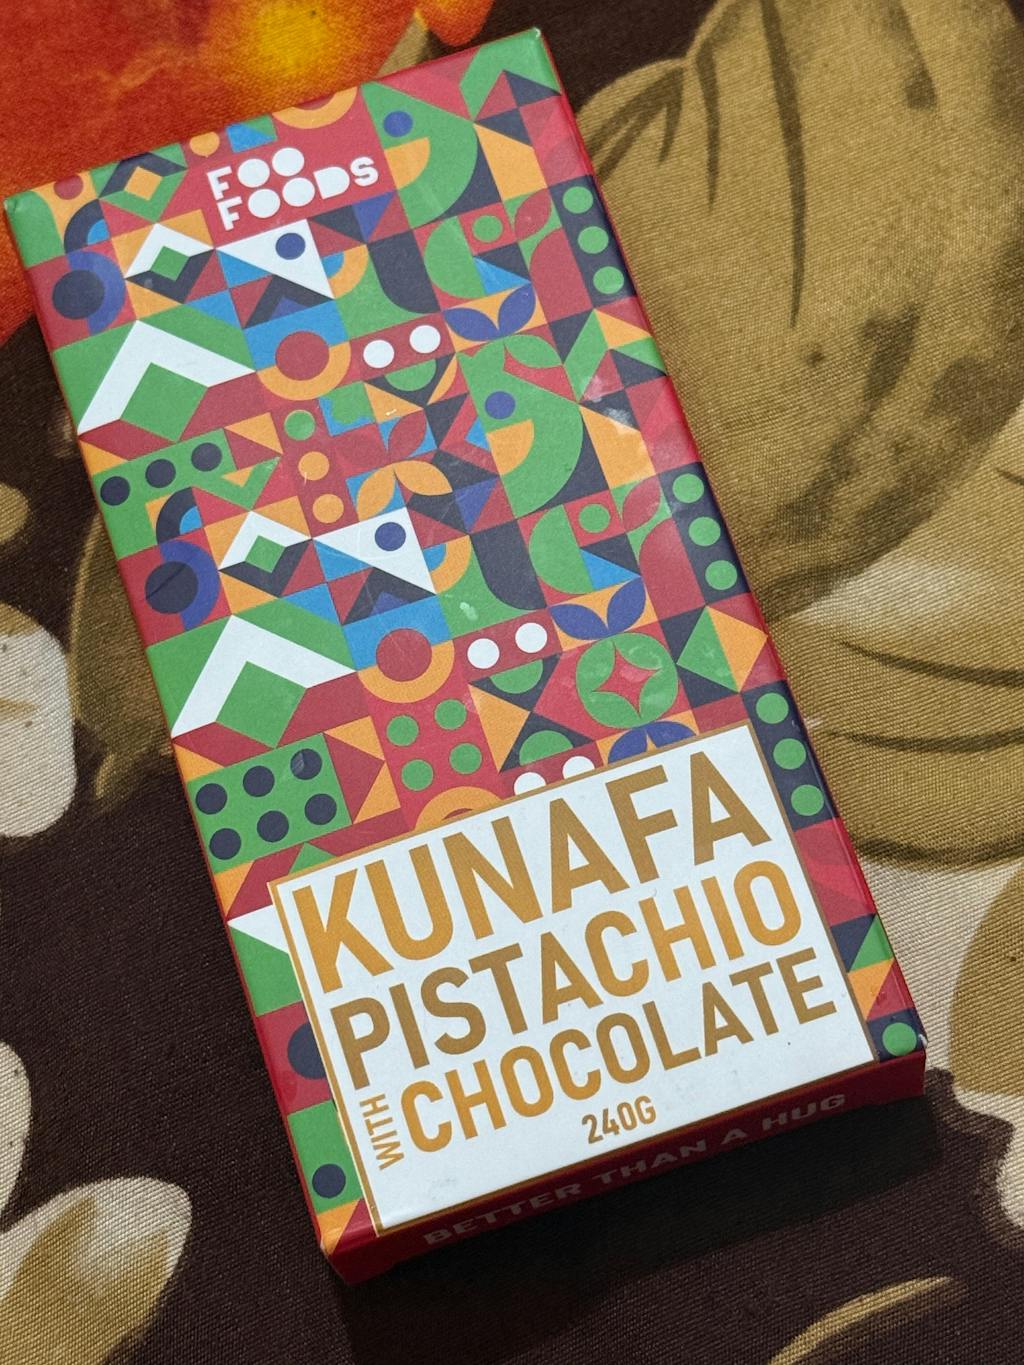 FOO
FOODS
KUNAFA
PISTACHIO
WITH CHOCOLATE
240G
BETTER THAN A HUG